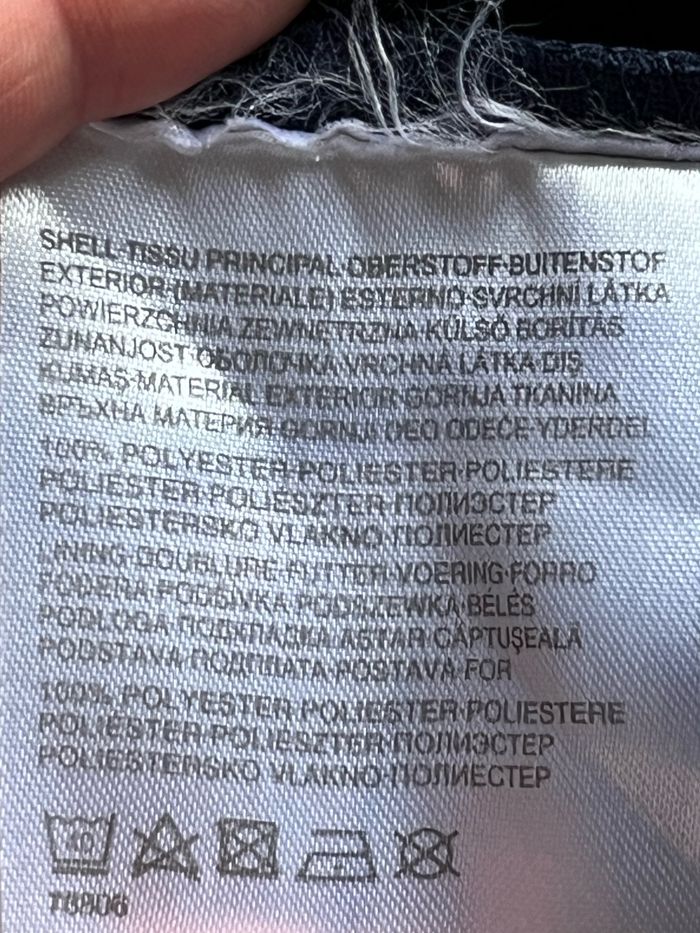 SHELL·TISSU PRINCIPAL·OBERSTOFF·BUITENSTOF
EXTERIOR·(MATERIALE) ESTERNO·SVRCHNÍ LÁTKA
POWIERZCHNIA ZEWNĘTRZNA·KÜLSŐ BORÍTÁS
ZUNANJOST·ОБОЛОЧКА·VRCHNÁ LÁTKA·DIŞ
KUMAŞ·MATERIAL EXTERIOR·GORNJA TKANINA
ВРЪХНА МАТЕРИЯ·GORNJI DEO ODEĆE·YDERDEL
100% POLYESTER·POLIESTER·POLIESTERE
POLIESTER·POLIÉSZTER·ПОЛИЭСТЕР
POLIESTERSKO VLAKNO·ПОЛИЕСТЕР
LINING·DOUBLURE·FUTTER·VOERING·FORRO
FODERA·PODŠÍVKA·PODSZEWKA·BÉLÉS
PODLOGA·ПОДКЛАДКА·ASTAR·CĂPTUŞEALĂ
PODSTAVA·ПОДПЛАТА·POSTAVA·FOR
100% POLYESTER·POLIESTER·POLIESTERE
POLIESTER·POLIÉSZTER·ПОЛИЭСТЕР
POLIESTERSKO VLAKNO·ПОЛИЕСТЕР
40